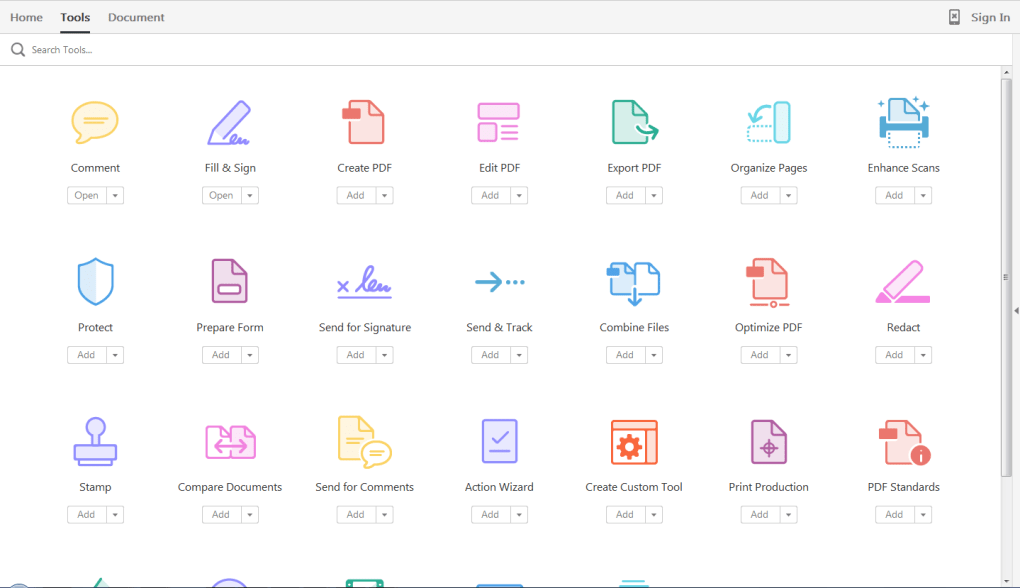 Home Tools Document Sign In
Search Tools...
Comment Fill & Sign Create PDF Edit PDF Export PDF Organize Pages Enhance Scans
Open Open Add Add Add Add Add
Protect Prepare Form Send for Signature Send & Track Combine Files Optimize PDF Redact
Add Add Add Add Add Add Add
Stamp Compare Documents Send for Comments Action Wizard Create Custom Tool Print Production PDF Standards
Add Add Add Add Add Add Add